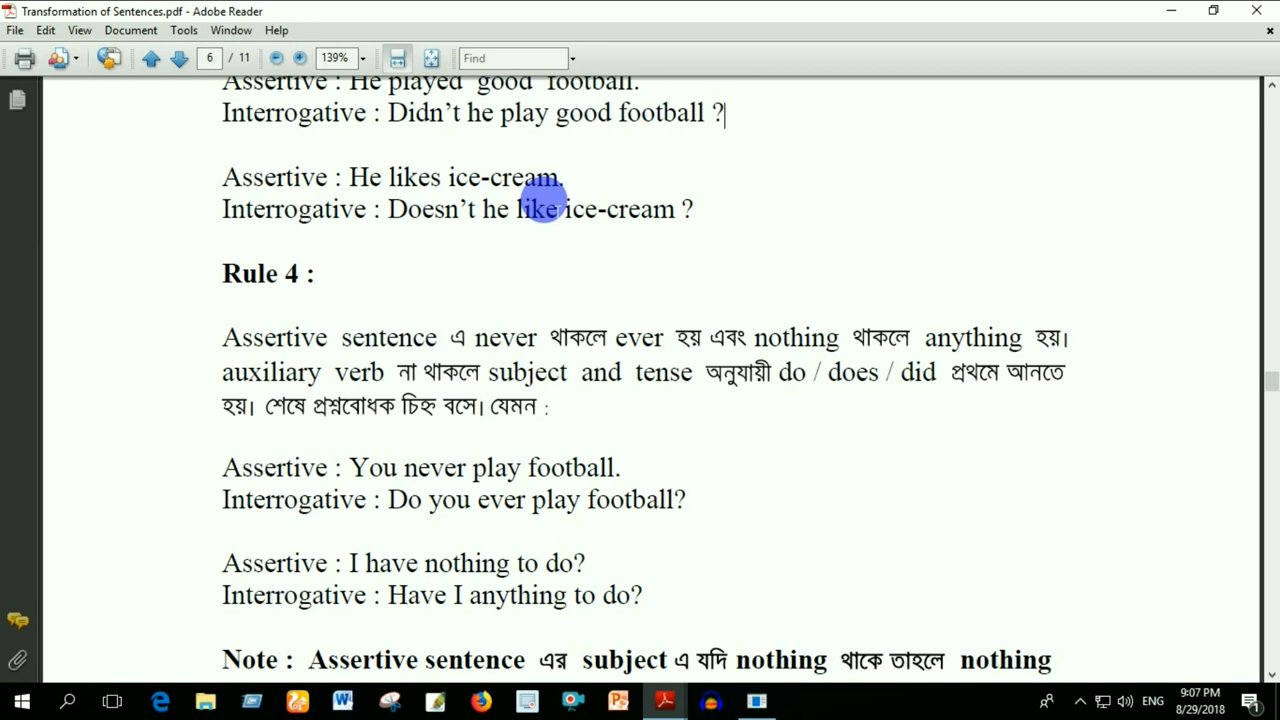 Transformation of Sentences.pdf - Adobe Reader
File Edit View Document Tools Window Help
6 / 11 139% Find
Assertive : He played good football.
Interrogative : Didn’t he play good football ?
Assertive : He likes ice-cream.
Interrogative : Doesn’t he like ice-cream ?
Rule 4 :
Assertive sentence এ never থাকলে ever হয় এবং nothing থাকলে anything হয়।
auxiliary verb না থাকলে subject and tense অনুযায়ী do / does / did প্রথমে আনতে
হয়। শেষে প্রশ্নবোধক চিহ্ন বসে। যেমন :
Assertive : You never play football.
Interrogative : Do you ever play football?
Assertive : I have nothing to do?
Interrogative : Have I anything to do?
Note : Assertive sentence এর subject এ যদি nothing থাকে তাহলে nothing
ENG
9:07 PM
8/29/2018
1